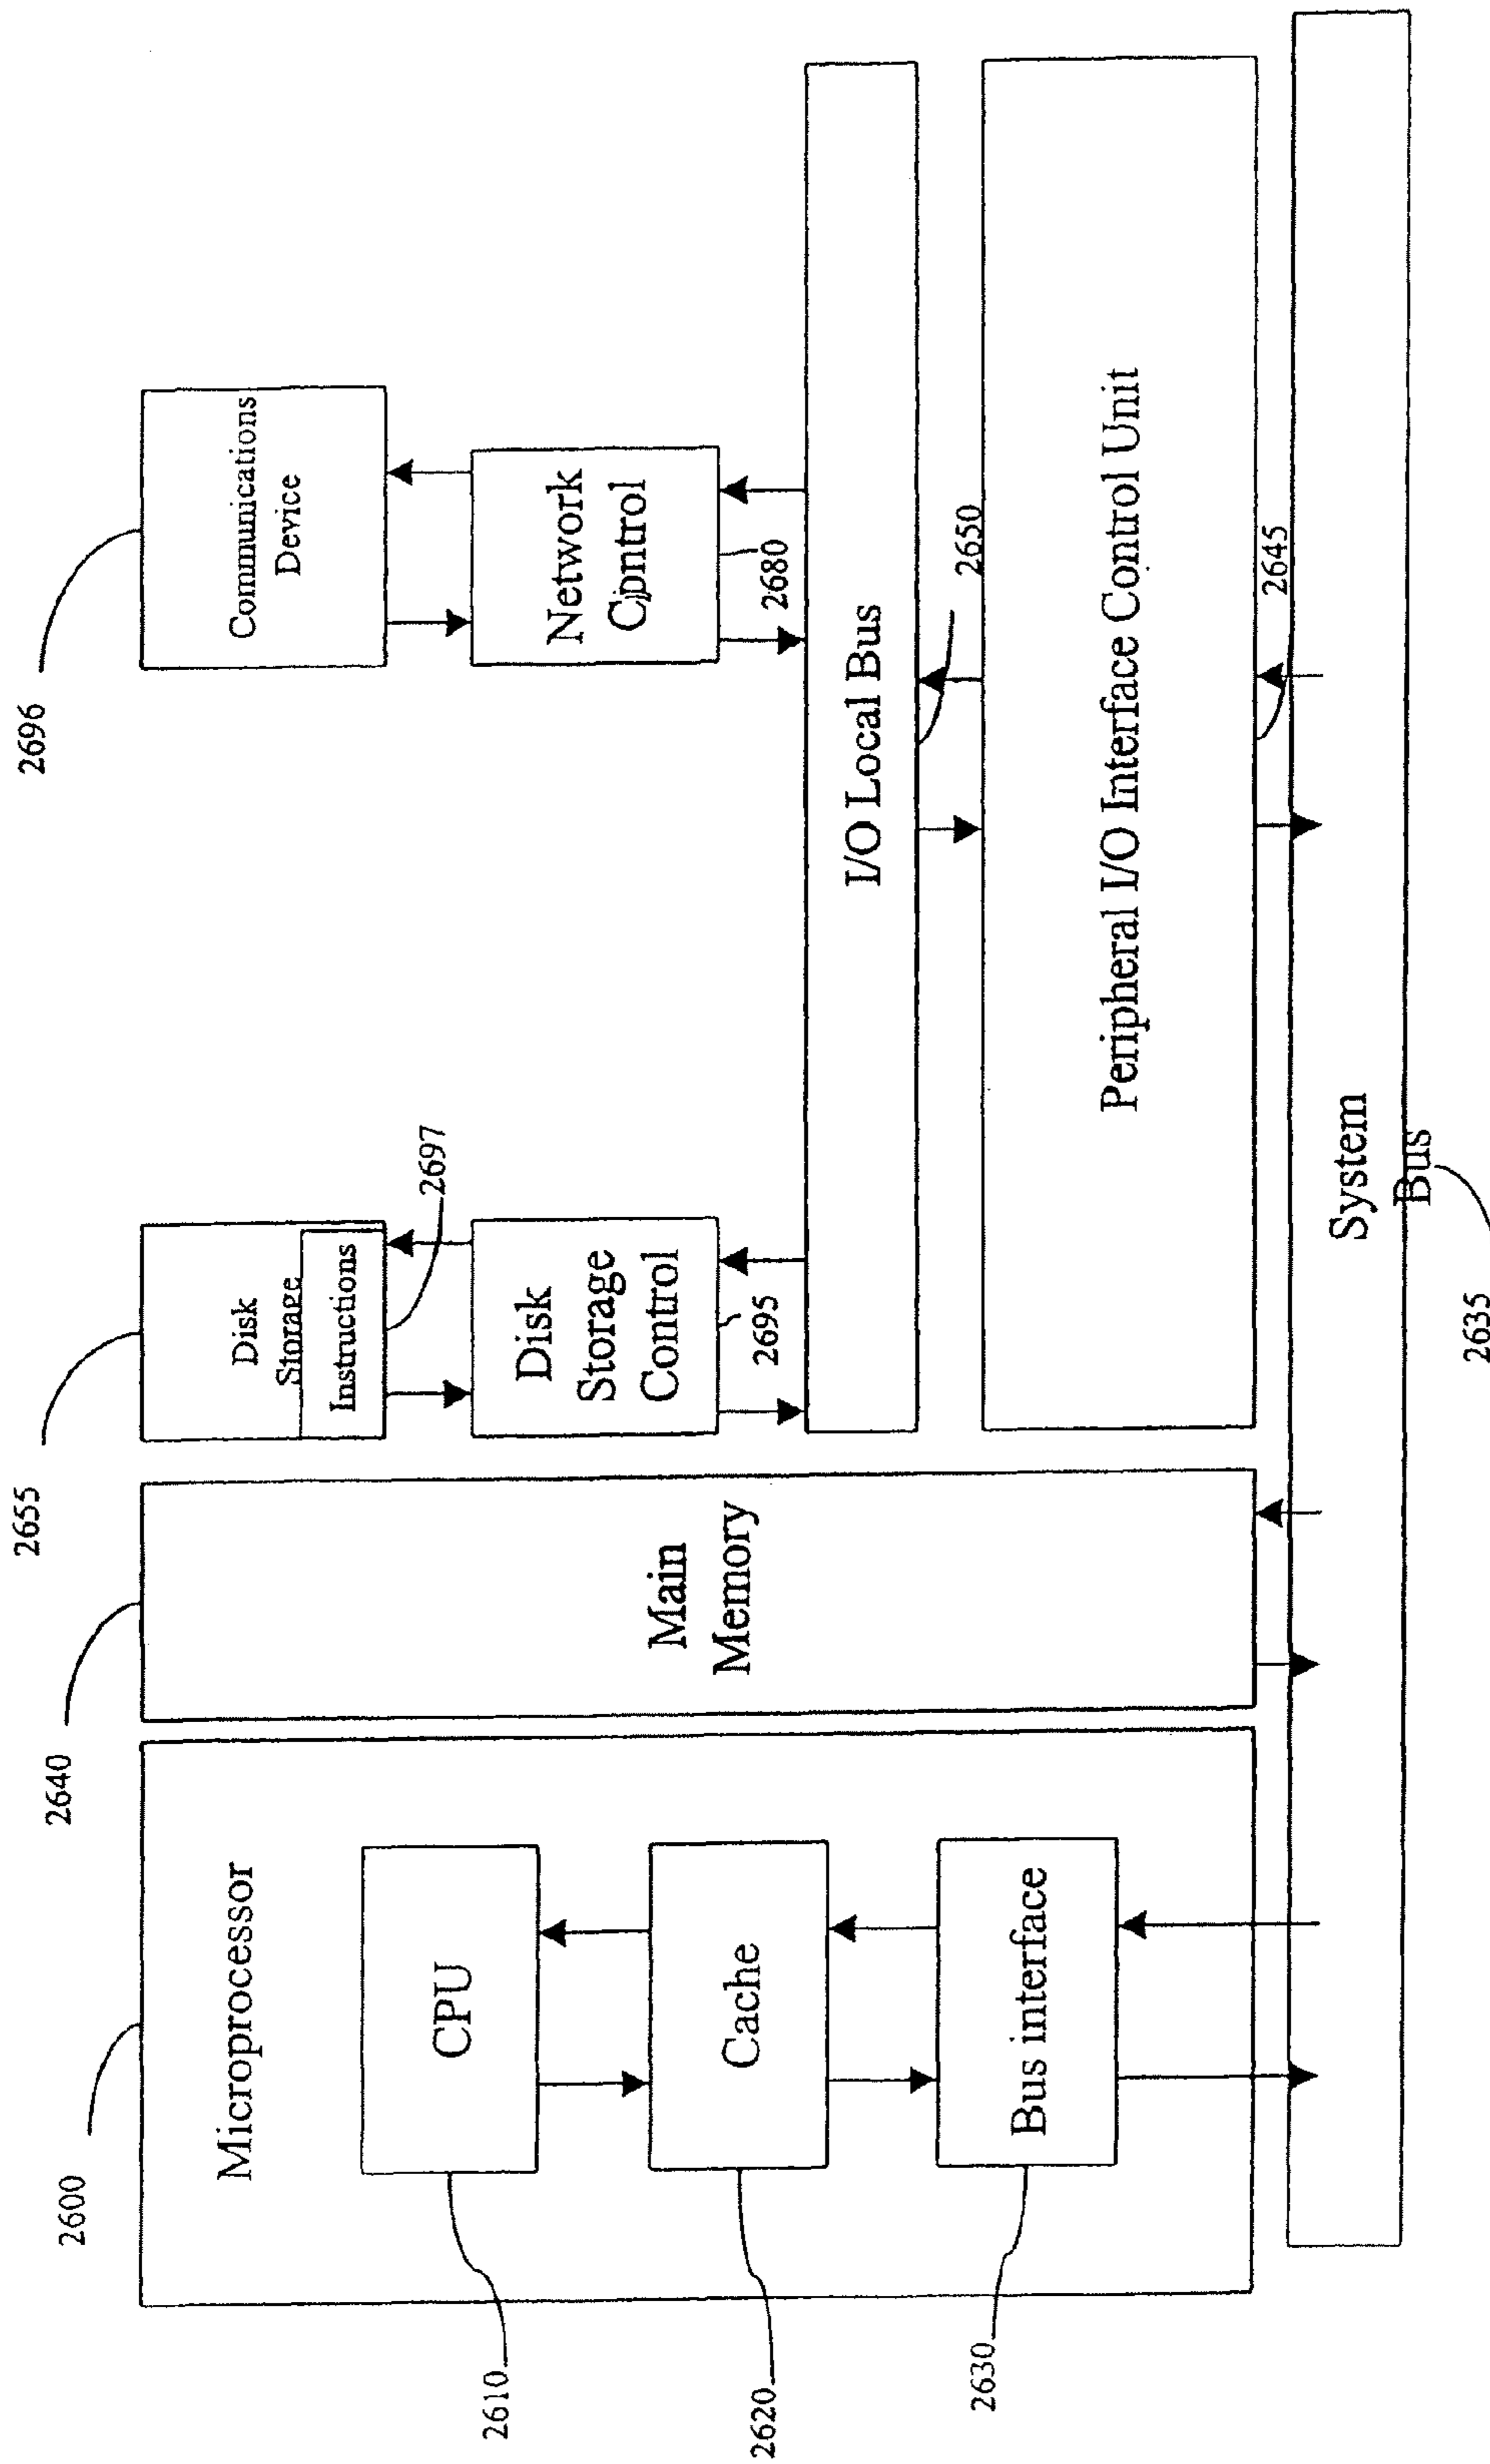 2600
2640
2655
2696
Microprocessor
CPU
Cache
Bus interface
2610
2620
2630
Main
Memory
Disk
Storage
Instructions
2697
Disk
Storage
Control
2695
Communications
Device
Network
Control
2680
I/O Local Bus
2650
Peripheral I/O Interface Control Unit
2645
System
Bus
2635